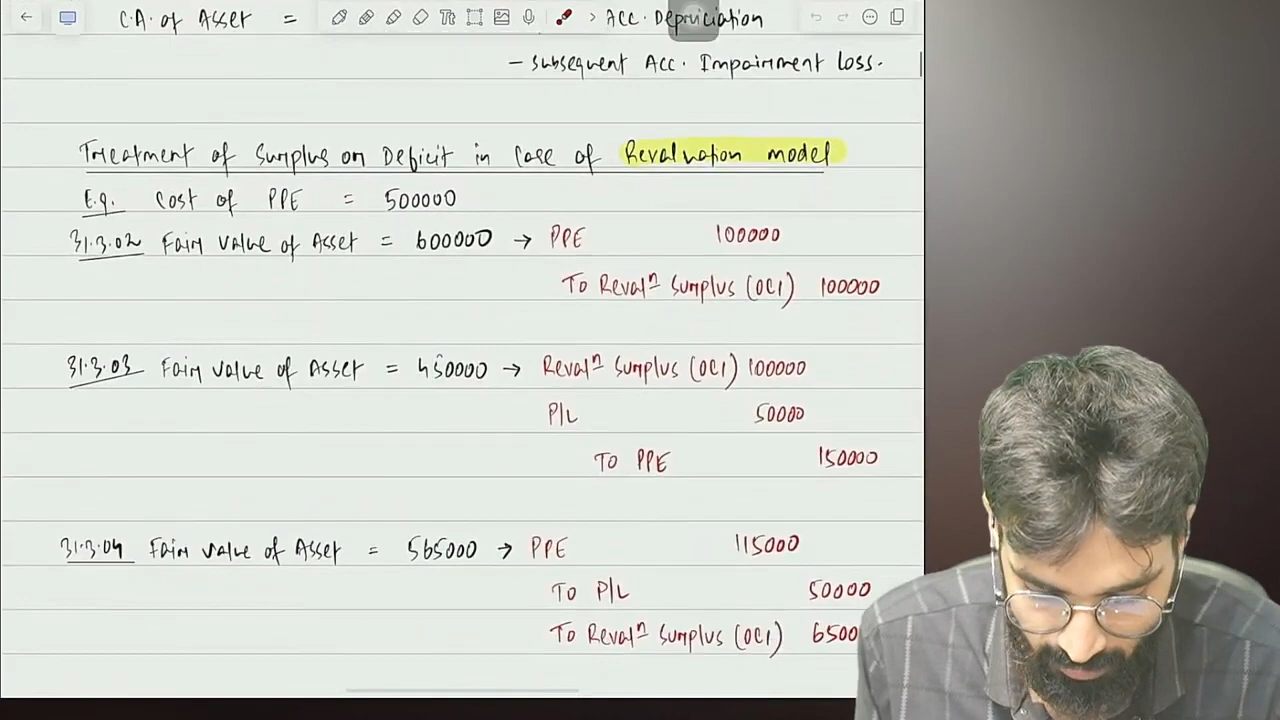 C.A. of Asset = ACC. Depriciation
- Subsequent Acc. Impairment Loss.
Treatment of Surplus or Deficit in Case of Revaluation model
E.g. Cost of PPE = 500000
31.3.02 Fair Value of Asset = 600000 → PPE 100000
To Revalⁿ Surplus (OCI) 100000
31.3.03 Fair Value of Asset = 450000 → Revalⁿ Surplus (OCI) 100000
P/L 50000
To PPE 150000
31.3.04 Fair Value of Asset = 565000 → PPE 115000
To P/L 50000
To Revalⁿ Surplus (OCI) 6500